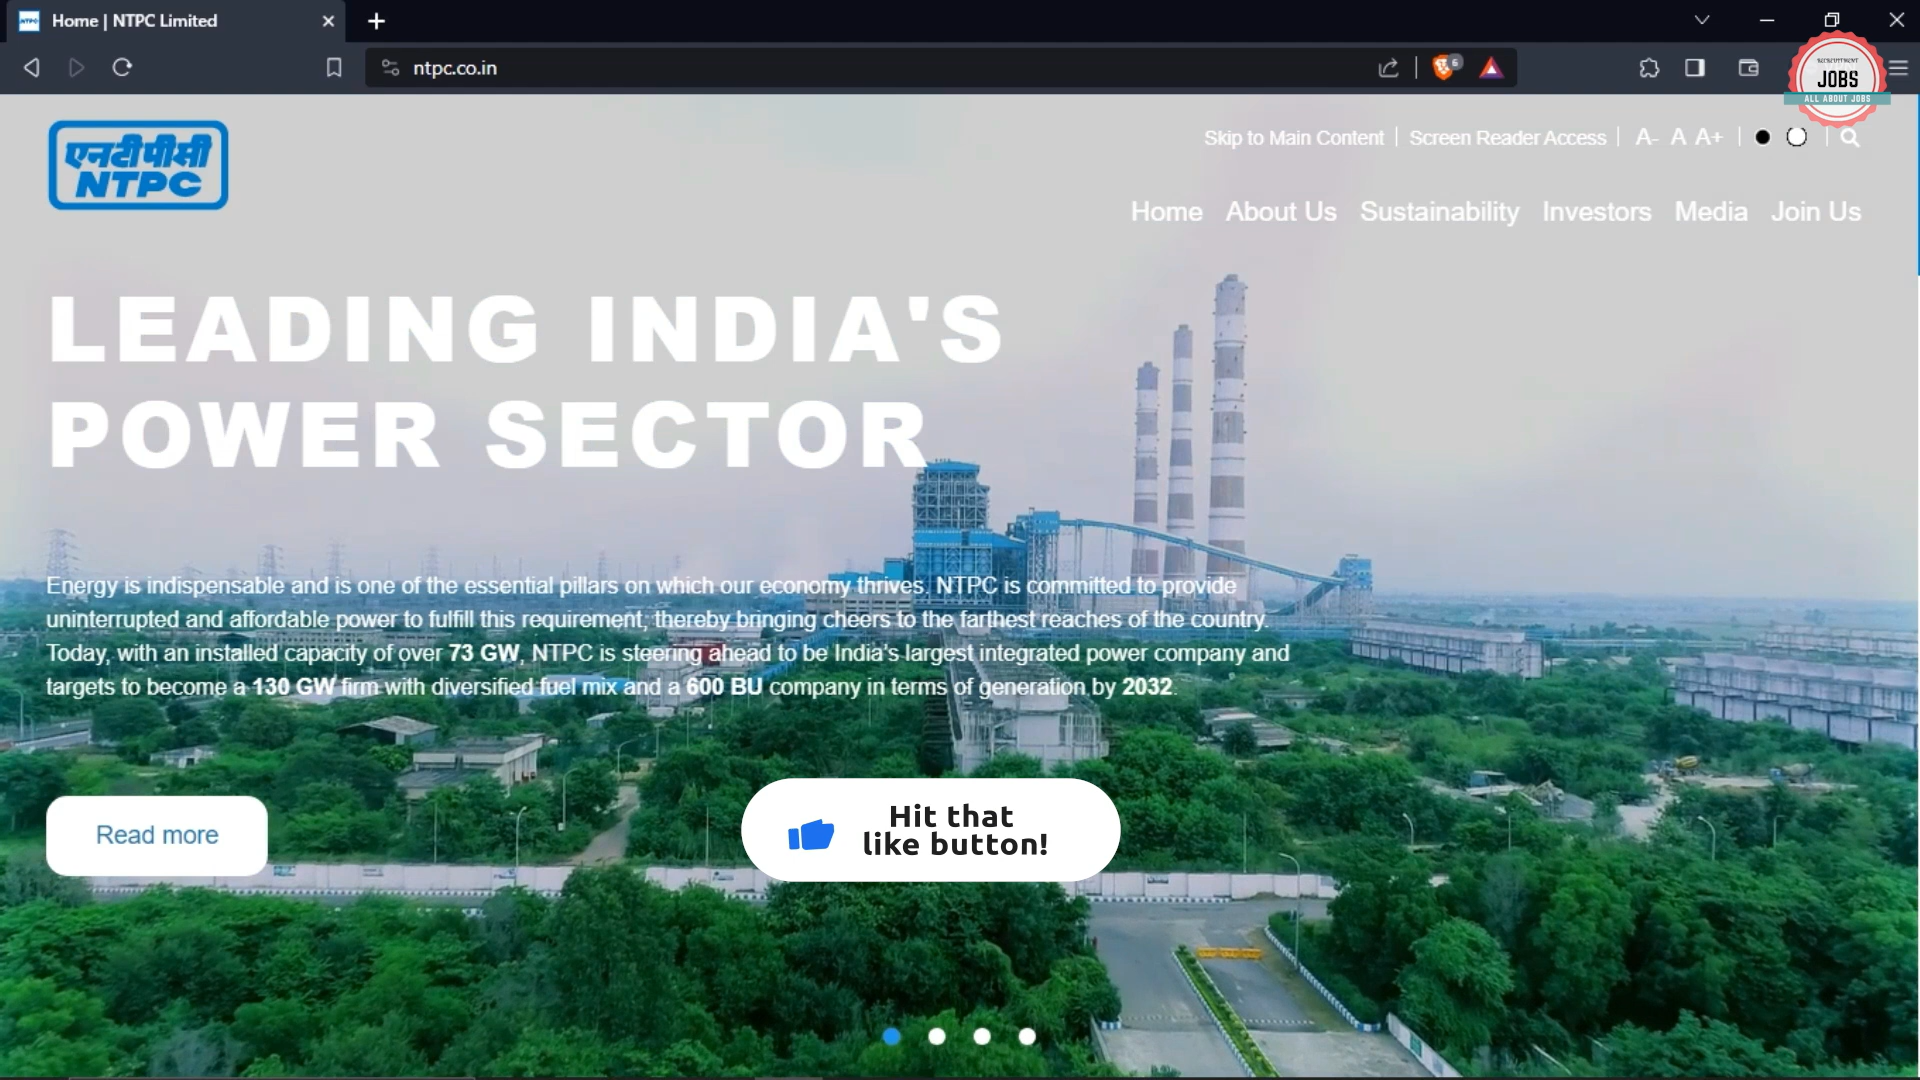 Home | NTPC Limited
ntpc.co.in
6
RECRUITMENT
JOBS
ALL ABOUT JOBS
एनटीपीसी
NTPC
Skip to Main Content | Screen Reader Access | A- A A+
Home About Us Sustainability Investors Media Join Us
LEADING INDIA'S
POWER SECTOR
Energy is indispensable and is one of the essential pillars on which our economy thrives. NTPC is committed to provide
uninterrupted and affordable power to fulfill this requirement, thereby bringing cheers to the farthest reaches of the country.
Today, with an installed capacity of over 73 GW, NTPC is steering ahead to be India's largest integrated power company and
targets to become a 130 GW firm with diversified fuel mix and a 600 BU company in terms of generation by 2032.
Read more
Hit that
like button!